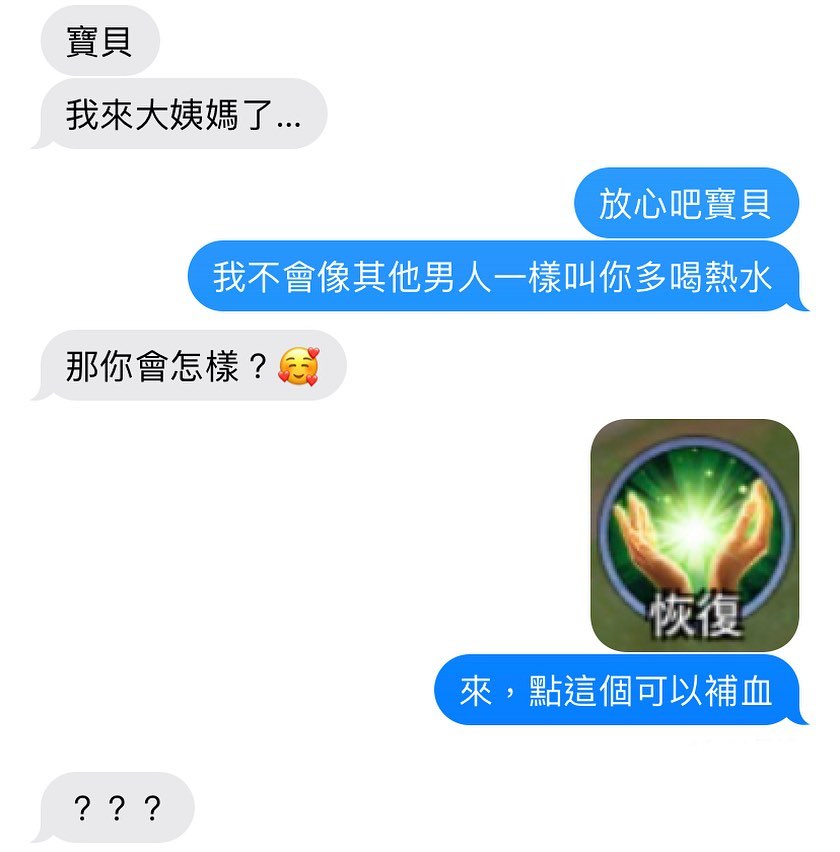 寶貝
我來大姨媽了...
放心吧寶貝
我不會像其他男人一樣叫你多喝熱水
那你會怎樣？🥰
恢復
來，點這個可以補血
？？？